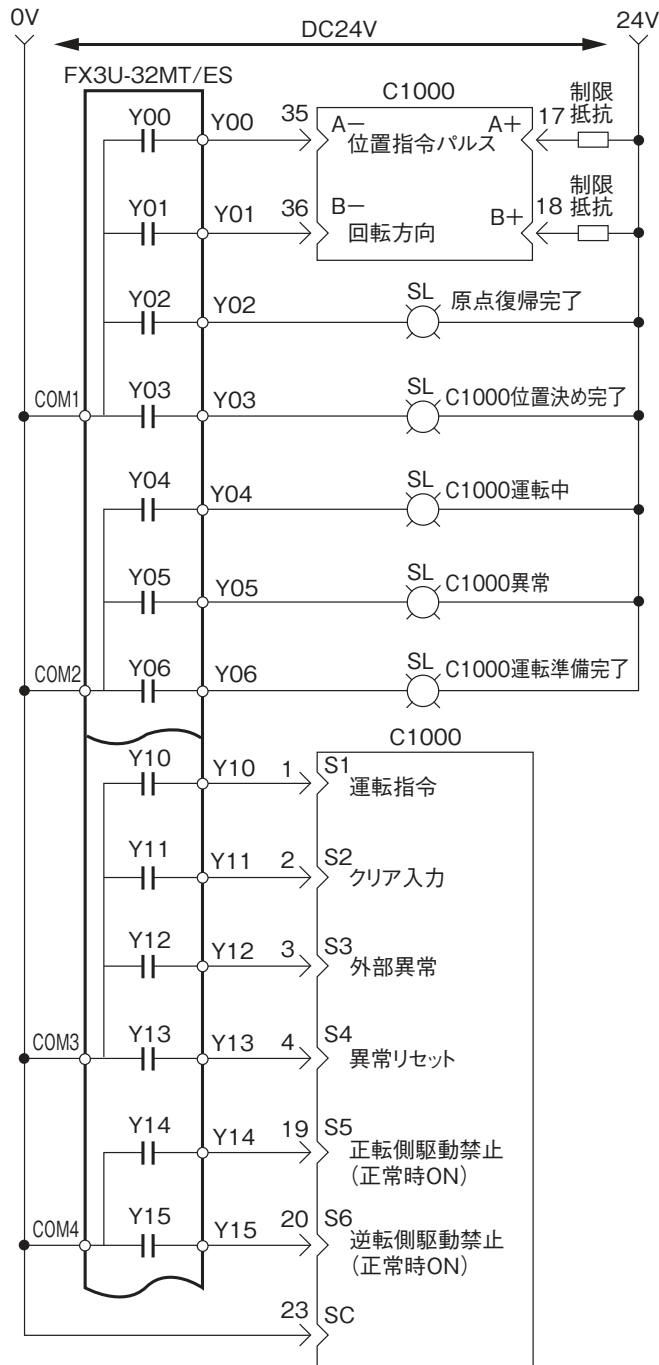 0V
DC24V
24V
FX3U-32MT/ES
C1000
制限
抵抗
Y00
Y00
35
A−
A+
17
位置指令パルス
制限
抵抗
Y01
Y01
36
B−
B+
18
回転方向
Y02
Y02
SL
原点復帰完了
COM1
Y03
Y03
SL
C1000位置決め完了
Y04
Y04
SL
C1000運転中
Y05
Y05
SL
C1000異常
COM2
Y06
Y06
SL
C1000運転準備完了
C1000
Y10
Y10
1
S1
運転指令
Y11
Y11
2
S2
クリア入力
Y12
Y12
3
S3
外部異常
COM3
Y13
Y13
4
S4
異常リセット
Y14
Y14
19
S5
正転側駆動禁止
(正常時ON)
COM4
Y15
Y15
20
S6
逆転側駆動禁止
(正常時ON)
23
SC